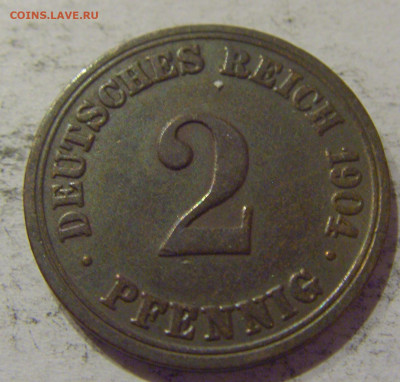 COINS.LAVE.RU
· DEUTSCHES REICH 1904 ·
2
PFENNIG